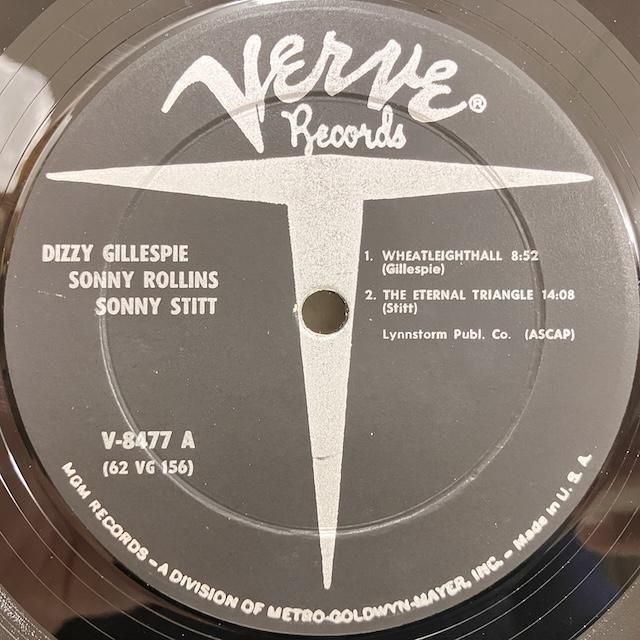 Verve®
Records
DIZZY GILLESPIE
SONNY ROLLINS
SONNY STITT
1. WHEATLEIGHTHALL 8:52
(Gillespie)
2. THE ETERNAL TRIANGLE 14:08
(Stitt)
Lynnstorm Publ. Co. (ASCAP)
V-8477 A
(62 VG 156)
MGM RECORDS – A DIVISION OF METRO-GOLDWYN-MAYER, INC. – Made in U. S. A.